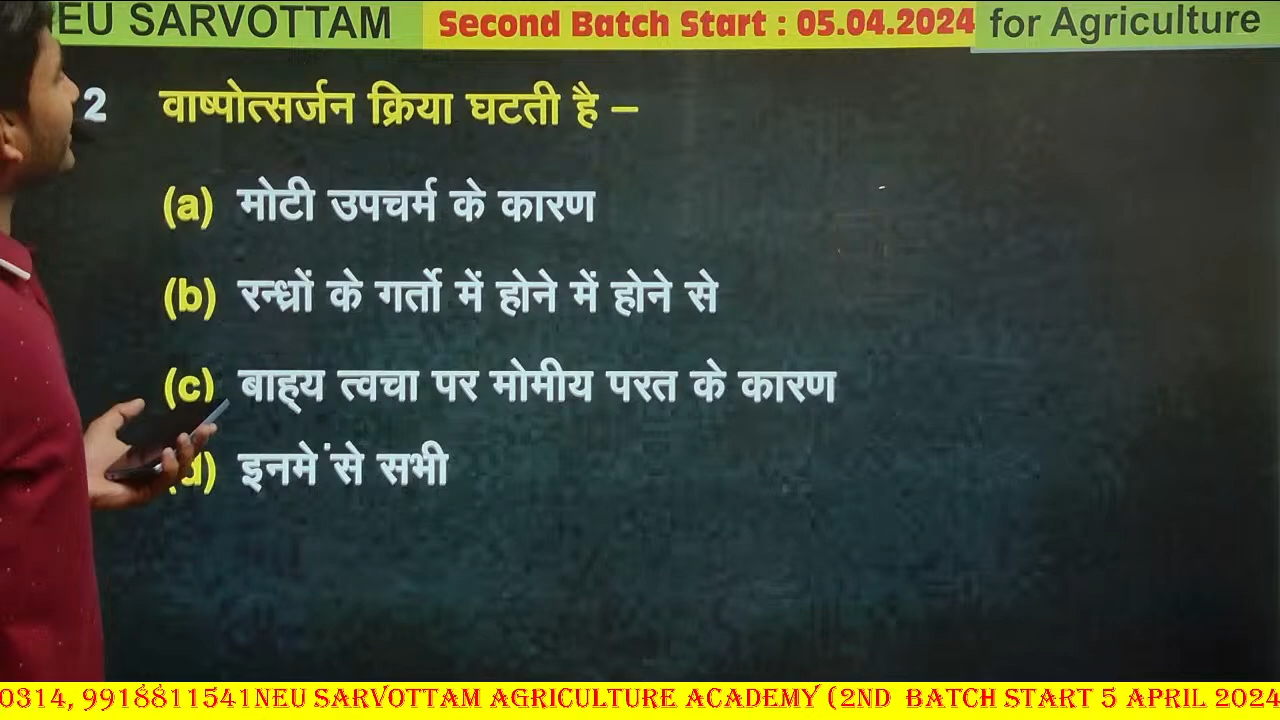 EU SARVOTTAM Second Batch Start : 05.04.2024 for Agriculture
2 वाष्पोत्सर्जन क्रिया घटती है –
(a) मोटी उपचर्म के कारण
(b) रन्ध्रों के गर्तो में होने में होने से
(c) बाह्य त्वचा पर मोमीय परत के कारण
(d) इनमें से सभी
0314, 9918811541NEU SARVOTTAM AGRICULTURE ACADEMY (2ND BATCH START 5 APRIL 2024